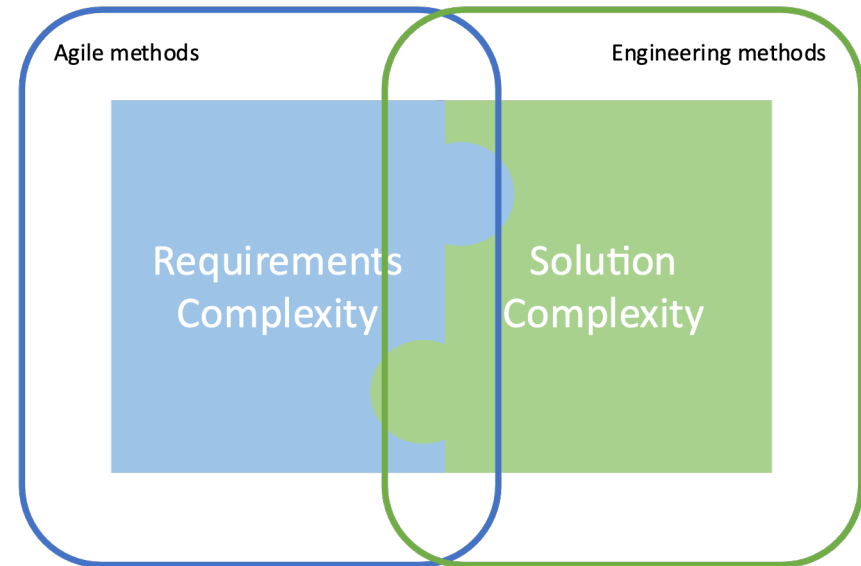 Agile methods
Engineering methods
Requirements
Complexity
Solution
Complexity